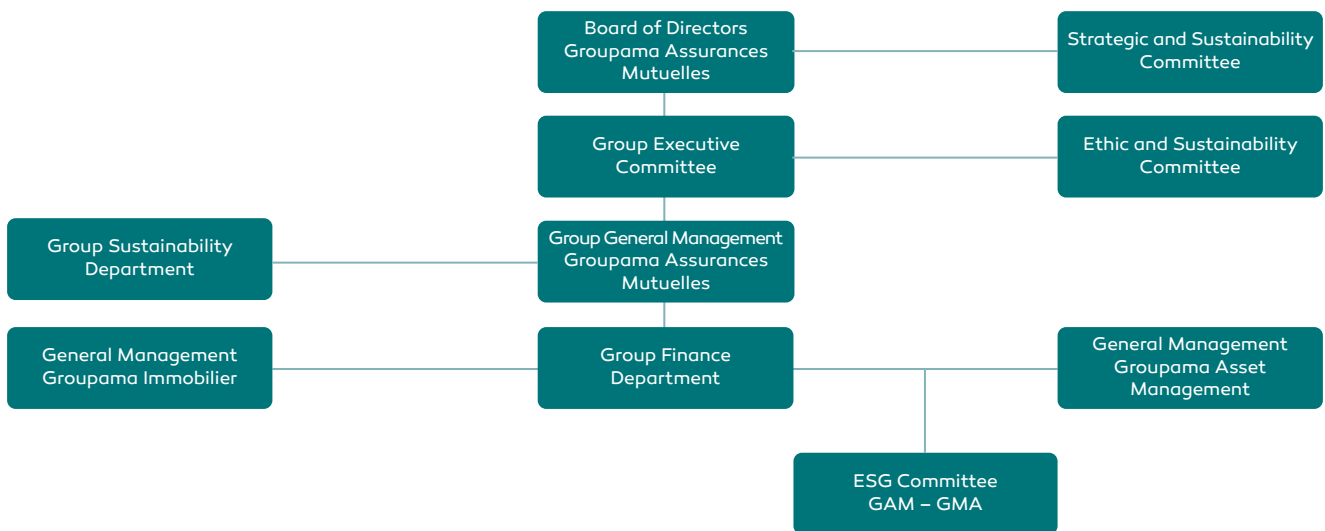 Board of Directors
Groupama Assurances
Mutuelles
Strategic and Sustainability
Committee
Group Executive
Committee
Ethic and Sustainability
Committee
Group Sustainability
Department
Group General Management
Groupama Assurances
Mutuelles
General Management
Groupama Immobilier
Group Finance
Department
General Management
Groupama Asset
Management
ESG Committee
GAM – GMA